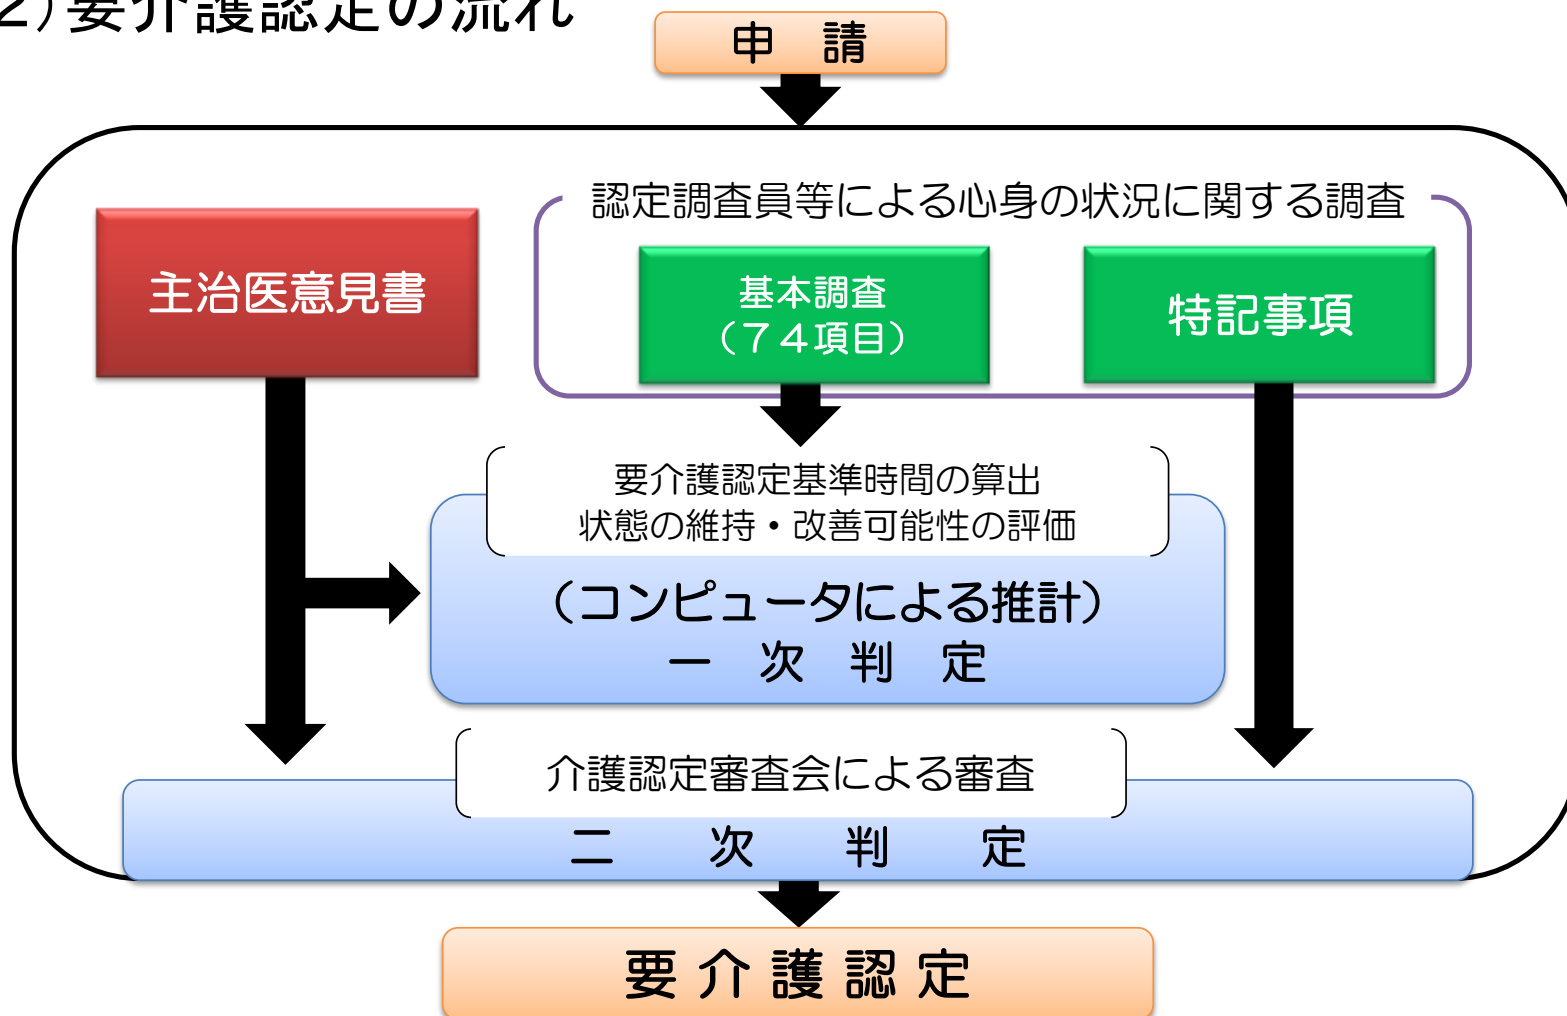 2)要介護認定の流れ
申　請
認定調査員等による心身の状況に関する調査
主治医意見書
基本調査
（７４項目）
特記事項
要介護認定基準時間の算出
状態の維持・改善可能性の評価
（コンピュータによる推計）
一　次　判　定
介護認定審査会による審査
二　次　判　定
要介護認定